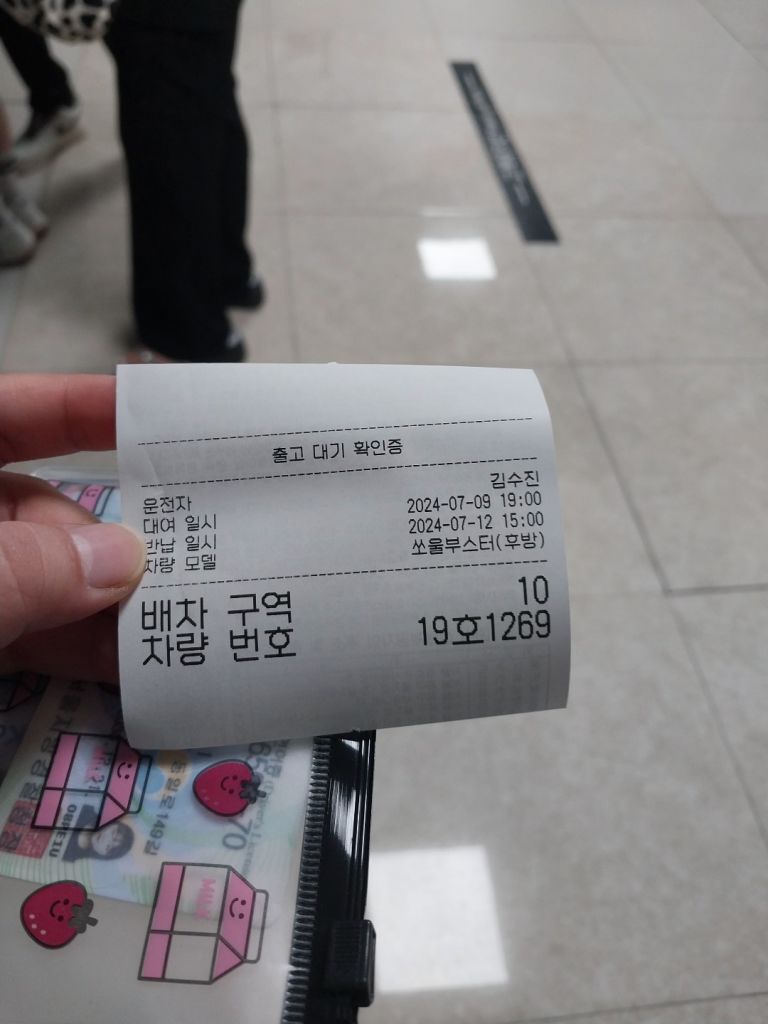 출고 대기 확인증
운전자 김수진
대여 일시 2024-07-09 19:00
반납 일시 2024-07-12 15:00
차량 모델 쏘울부스터(후방)
배차 구역 10
차량 번호 19호1269
MILK